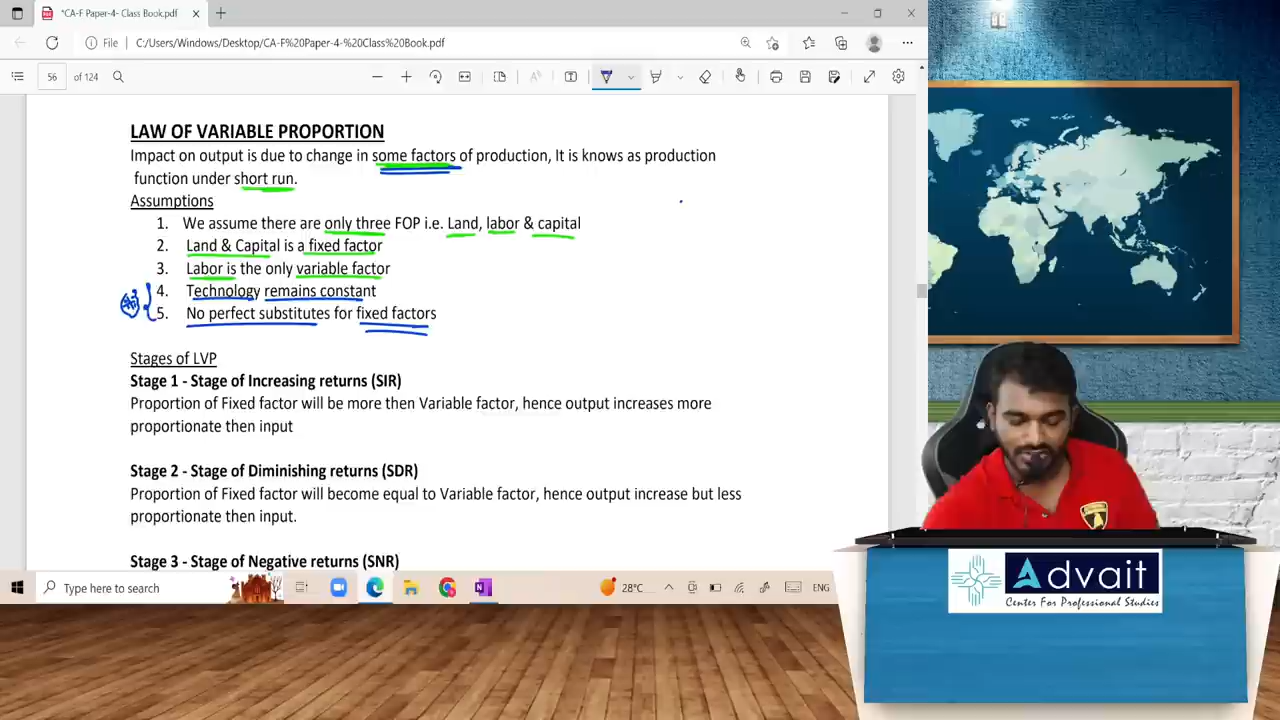 *CA-F Paper-4- Class Book.pdf
File
C:/Users/Windows/Desktop/CA-F%20Paper-4-%20Class%20Book.pdf
56 of 124
LAW OF VARIABLE PROPORTION
Impact on output is due to change in some factors of production, It is knows as production
function under short run.
Assumptions
1. We assume there are only three FOP i.e. Land, labor & capital
2. Land & Capital is a fixed factor
3. Labor is the only variable factor
4. Technology remains constant
5. No perfect substitutes for fixed factors
Stages of LVP
Stage 1 - Stage of Increasing returns (SIR)
Proportion of Fixed factor will be more then Variable factor, hence output increases more
proportionate then input
Stage 2 - Stage of Diminishing returns (SDR)
Proportion of Fixed factor will become equal to Variable factor, hence output increase but less
proportionate then input.
Stage 3 - Stage of Negative returns (SNR)
Type here to search
28°C
ENG
Advait
Center For Professional Studies